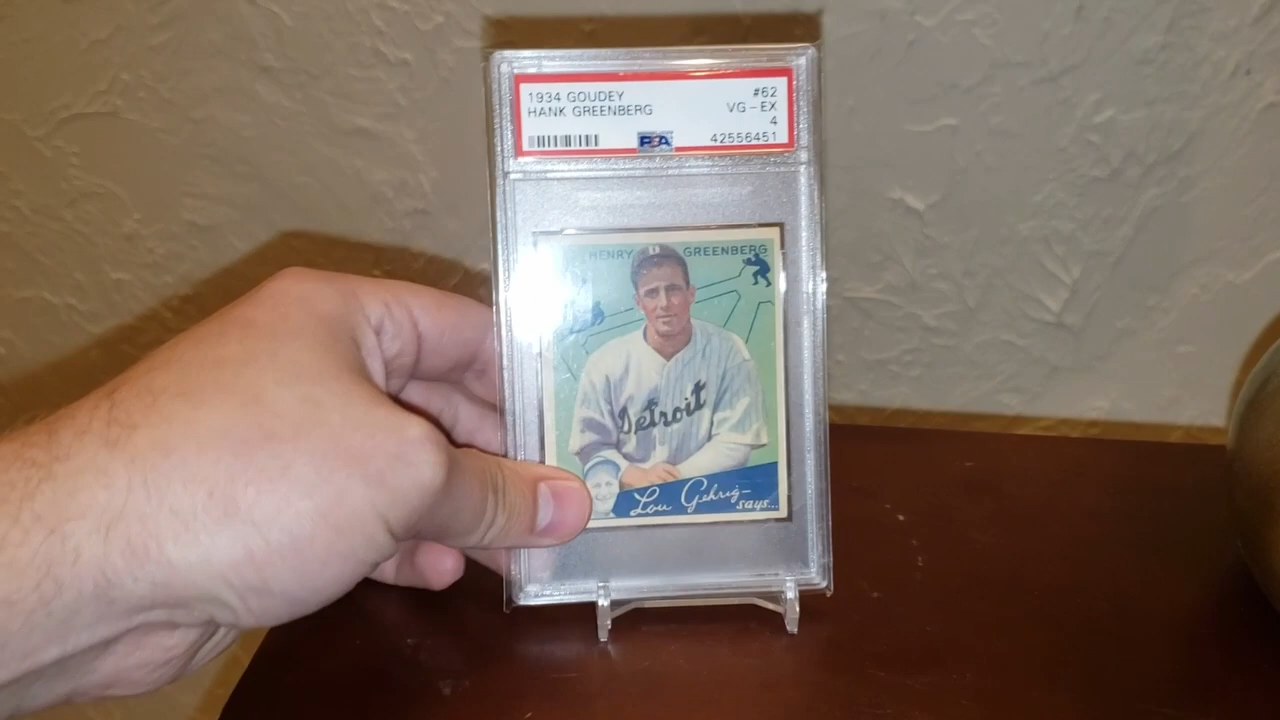 1934 GOUDEY #62
HANK GREENBERG VG-EX
4
PSA 42556451
HENRY D GREENBERG
Detroit
Lou Gehrig-
says...